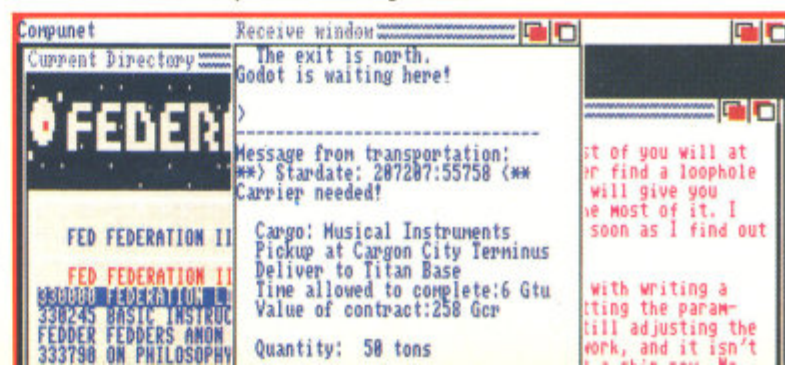 Compunet
Receive window
Current Directory
The exit is north.
Godot is waiting here!
FEDER
>
-------------------------------
Message from transportation:
**> Stardate: 207207:55758 <**
Carrier needed!
Cargo: Musical Instruments
Pickup at Cargon City Terminus
Deliver to Titan Base
Time allowed to complete:6 Gtu
Value of contract:258 Gcr
Quantity: 50 tons
FED FEDERATION II
FED FEDERATION II
330000 FEDERATION L
330245 BASIC INSTRUC
FEDDER FEDDERS ANON
333790 ON PHILOSOPHY
st of you will at
er find a loophole
will give you
he most of it. I
soon as I find out
with writing a
tting the param-
till adjusting the
work, and it isn't